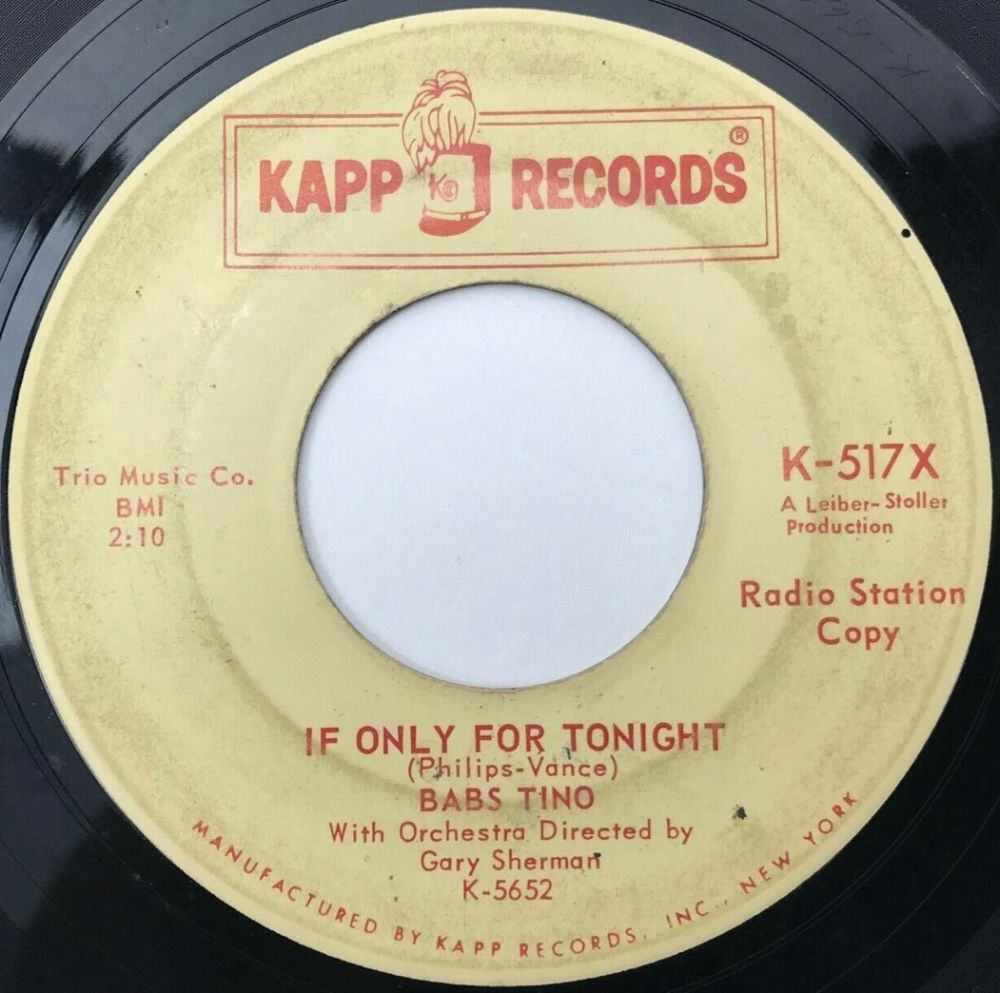 KAPP K RECORDS ®
Trio Music Co.
BMI
2:10
K-517X
A Leiber-Stoller
Production
Radio Station
Copy
IF ONLY FOR TONIGHT
(Philips-Vance)
BABS TINO
With Orchestra Directed by
Gary Sherman
K-5652
MANUFACTURED BY KAPP RECORDS, INC., NEW YORK